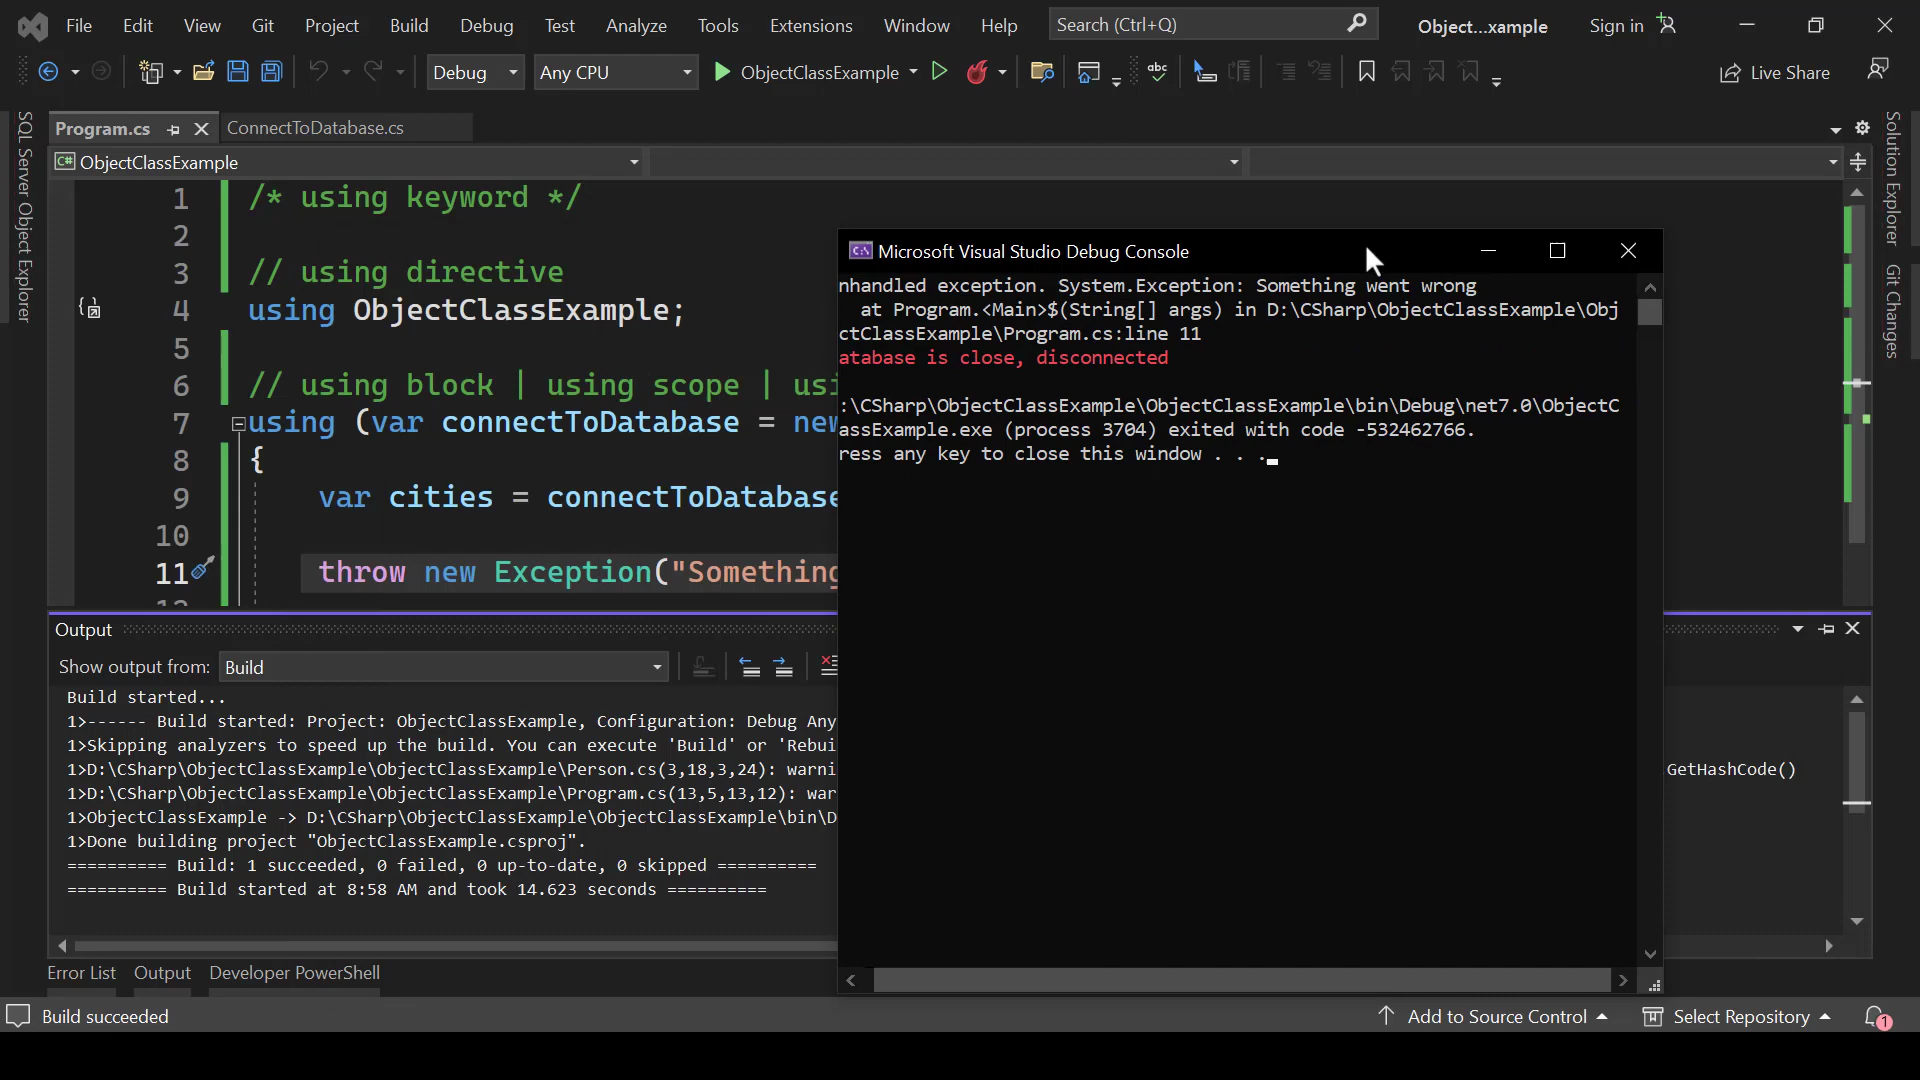 File Edit View Git Project Build Debug Test Analyze Tools Extensions Window Help Search (Ctrl+Q) Object...xample Sign in
Debug Any CPU ObjectClassExample Live Share
SQL Server Object Explorer
Program.cs ConnectToDatabase.cs
ObjectClassExample
Solution Explorer
Git Changes
1 /* using keyword */
2
3 // using directive
4 using ObjectClassExample;
5
6 // using block | using scope | usi
7 using (var connectToDatabase = new
8 {
9 var cities = connectToDatabase
10
11 throw new Exception("Something
12
Microsoft Visual Studio Debug Console
nhandled exception. System.Exception: Something went wrong
at Program.<Main>$(String[] args) in D:\CSharp\ObjectClassExample\Obj
ctClassExample\Program.cs:line 11
atabase is close, disconnected
:\CSharp\ObjectClassExample\ObjectClassExample\bin\Debug\net7.0\ObjectC
assExample.exe (process 3704) exited with code -532462766.
ress any key to close this window . . .
Output
Show output from: Build
Build started...
1>------ Build started: Project: ObjectClassExample, Configuration: Debug Any
1>Skipping analyzers to speed up the build. You can execute 'Build' or 'Rebui
1>D:\CSharp\ObjectClassExample\ObjectClassExample\Person.cs(3,18,3,24): warni GetHashCode()
1>D:\CSharp\ObjectClassExample\ObjectClassExample\Program.cs(13,5,13,12): war
1>ObjectClassExample -> D:\CSharp\ObjectClassExample\ObjectClassExample\bin\D
1>Done building project "ObjectClassExample.csproj".
========== Build: 1 succeeded, 0 failed, 0 up-to-date, 0 skipped ==========
========== Build started at 8:58 AM and took 14.623 seconds ==========
Error List Output Developer PowerShell
Build succeeded Add to Source Control Select Repository 1